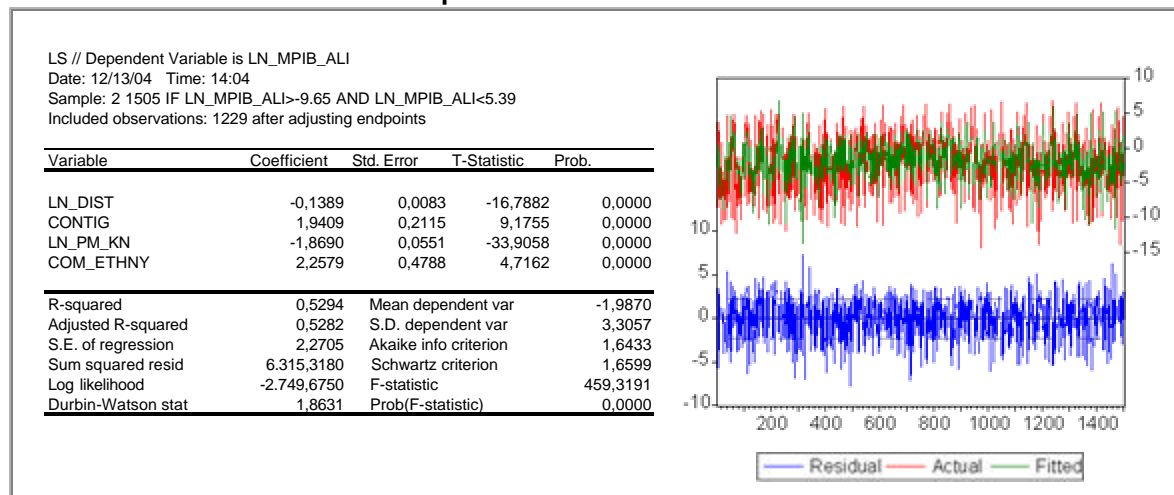 LS // Dependent Variable is LN_MPIB_ALI
Date: 12/13/04 Time: 14:04
Sample: 2 1505 IF LN_MPIB_ALI>-9.65 AND LN_MPIB_ALI<5.39
Included observations: 1229 after adjusting endpoints
Variable Coefficient Std. Error T-Statistic Prob.
LN_DIST -0,1389 0,0083 -16,7882 0,0000
CONTIG 1,9409 0,2115 9,1755 0,0000
LN_PM_KN -1,8690 0,0551 -33,9058 0,0000
COM_ETHNY 2,2579 0,4788 4,7162 0,0000
R-squared 0,5294 Mean dependent var -1,9870
Adjusted R-squared 0,5282 S.D. dependent var 3,3057
S.E. of regression 2,2705 Akaike info criterion 1,6433
Sum squared resid 6.315,3180 Schwartz criterion 1,6599
Log likelihood -2.749,6750 F-statistic 459,3191
Durbin-Watson stat 1,8631 Prob(F-statistic) 0,0000
10
5
0
-5
-10
-15
10
5
0
-5
-10
200 400 600 800 1000 1200 1400
Residual Actual Fitted